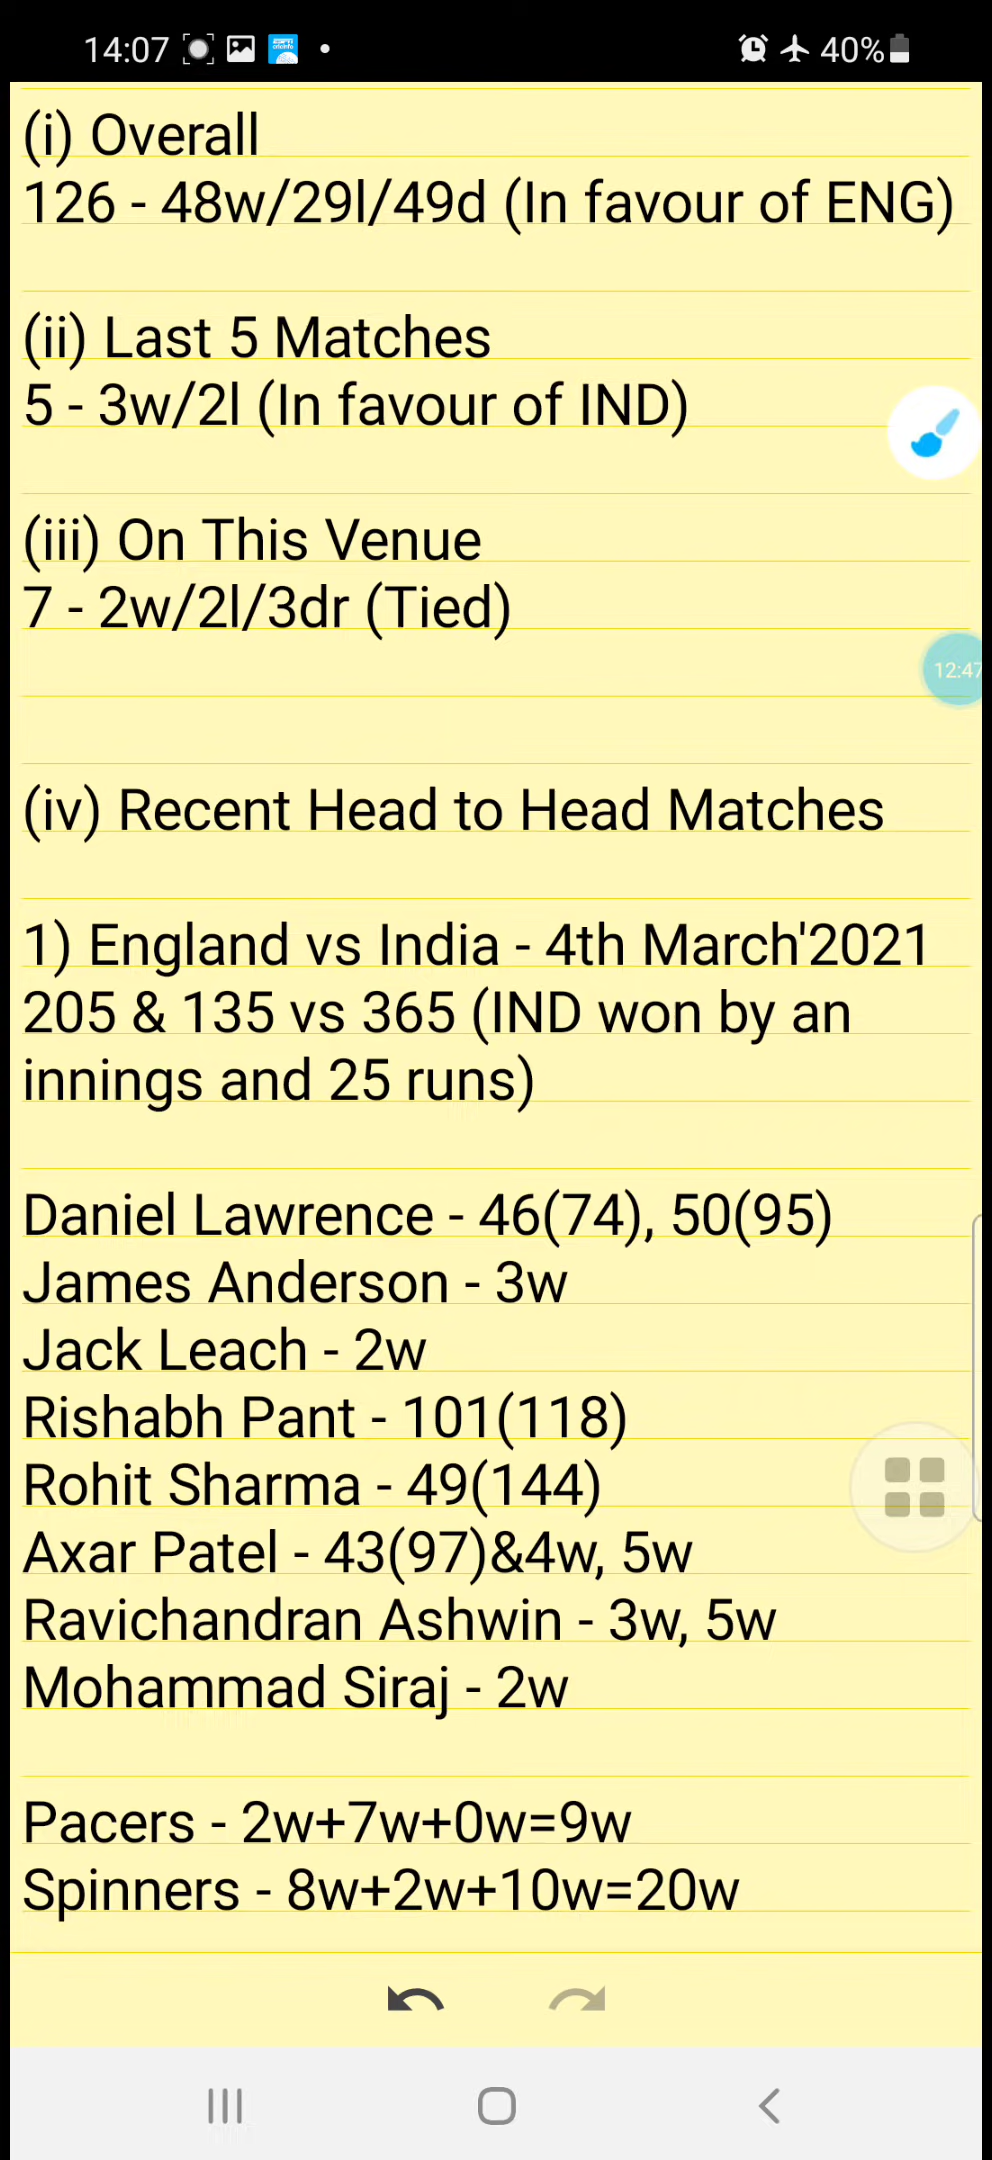 14:07
40%
(i) Overall
126 - 48w/29l/49d (In favour of ENG)
(ii) Last 5 Matches
5 - 3w/2l (In favour of IND)
(iii) On This Venue
7 - 2w/2l/3dr (Tied)
12:47
(iv) Recent Head to Head Matches
1) England vs India - 4th March'2021
205 & 135 vs 365 (IND won by an
innings and 25 runs)
Daniel Lawrence - 46(74), 50(95)
James Anderson - 3w
Jack Leach - 2w
Rishabh Pant - 101(118)
Rohit Sharma - 49(144)
Axar Patel - 43(97)&4w, 5w
Ravichandran Ashwin - 3w, 5w
Mohammad Siraj - 2w
Pacers - 2w+7w+0w=9w
Spinners - 8w+2w+10w=20w